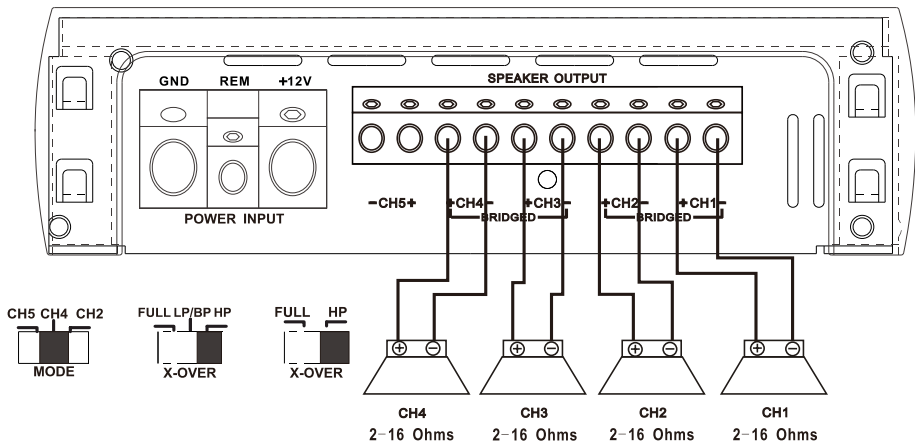 GND REM +12V
SPEAKER OUTPUT
POWER INPUT
-CH5+ +CH4- +CH3- +CH2- +CH1-
BRIDGED BRIDGED
CH5 CH4 CH2
MODE
FULL LP/BP HP
X-OVER
FULL HP
X-OVER
+ - + - + - + -
CH4 CH3 CH2 CH1
2-16 Ohms 2-16 Ohms 2-16 Ohms 2-16 Ohms